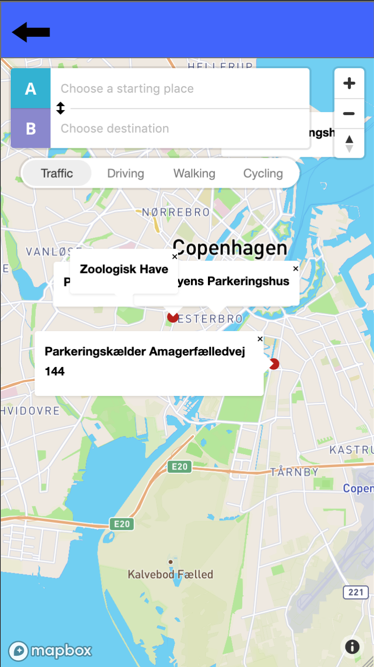 HELLERUP
A
Choose a starting place
B
Choose destination
Traffic
Driving
Walking
Cycling
NØRREBRO
VANLØSE
Copenhagen
Zoologisk Have
yens Parkeringshus
ESTERBRO
Parkeringskælder Amagerfælledvej
144
HVIDOVRE
E20
TÅRNBY
KASTRU
Copen
E20
Kalvebod Fælled
221
mapbox